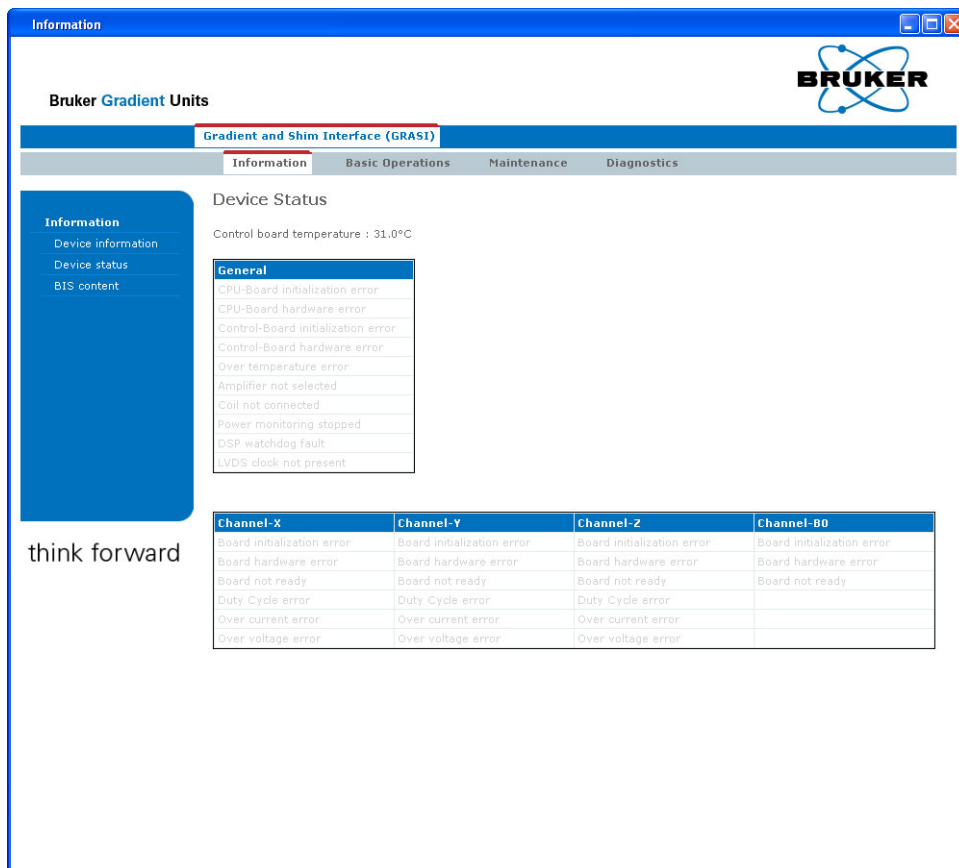 Information
BRUKER
Bruker Gradient Units
Gradient and Shim Interface (GRASI)
Information Basic Operations Maintenance Diagnostics
Information
Device information
Device status
BIS content
think forward
Device Status
Control board temperature : 31.0°C
General
CPU-Board initialization error
CPU-Board hardware error
Control-Board initialization error
Control-Board hardware error
Over temperature error
Amplifier not selected
Coil not connected
Power monitoring stopped
DSP watchdog fault
LVDS clock not present
Channel-X Channel-Y Channel-Z Channel-B0
Board initialization error Board initialization error Board initialization error Board initialization error
Board hardware error Board hardware error Board hardware error Board hardware error
Board not ready Board not ready Board not ready Board not ready
Duty Cycle error Duty Cycle error Duty Cycle error
Over current error Over current error Over current error
Over voltage error Over voltage error Over voltage error